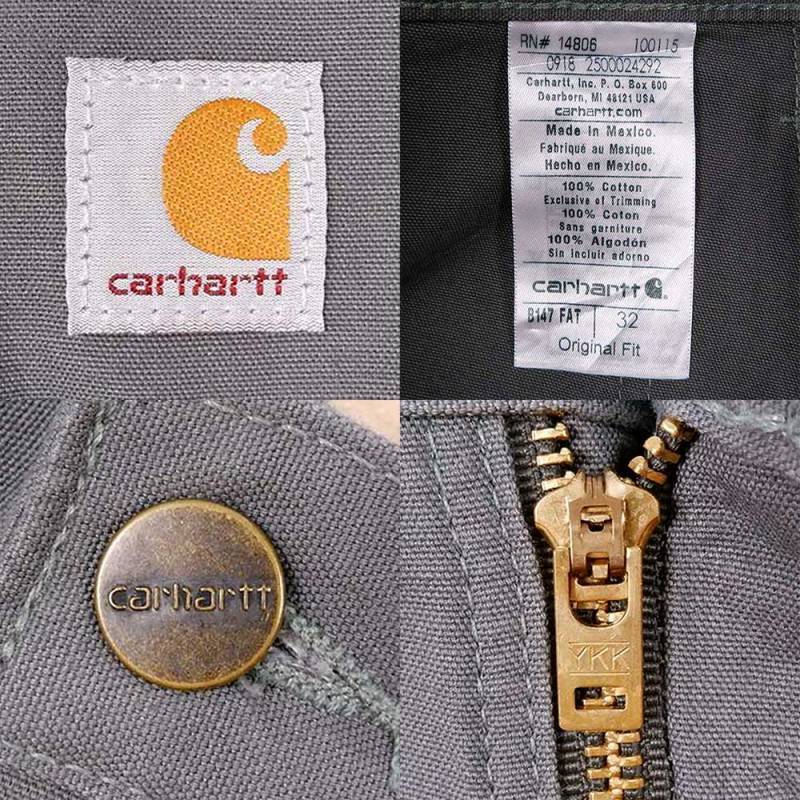 carhartt
RN# 14806 100115
0918 2500024292
Carhartt, Inc. P. O. Box 600
Dearborn, MI 48121 USA
carhartt.com
Made in Mexico.
Fabriqué au Mexique.
Hecho en Mexico.
100% Cotton
Exclusive of Trimming
100% Coton
Sans garniture
100% Algodón
Sin incluir adorno
carhartt
B147 FAT 32
Original Fit
carhartt
YKK